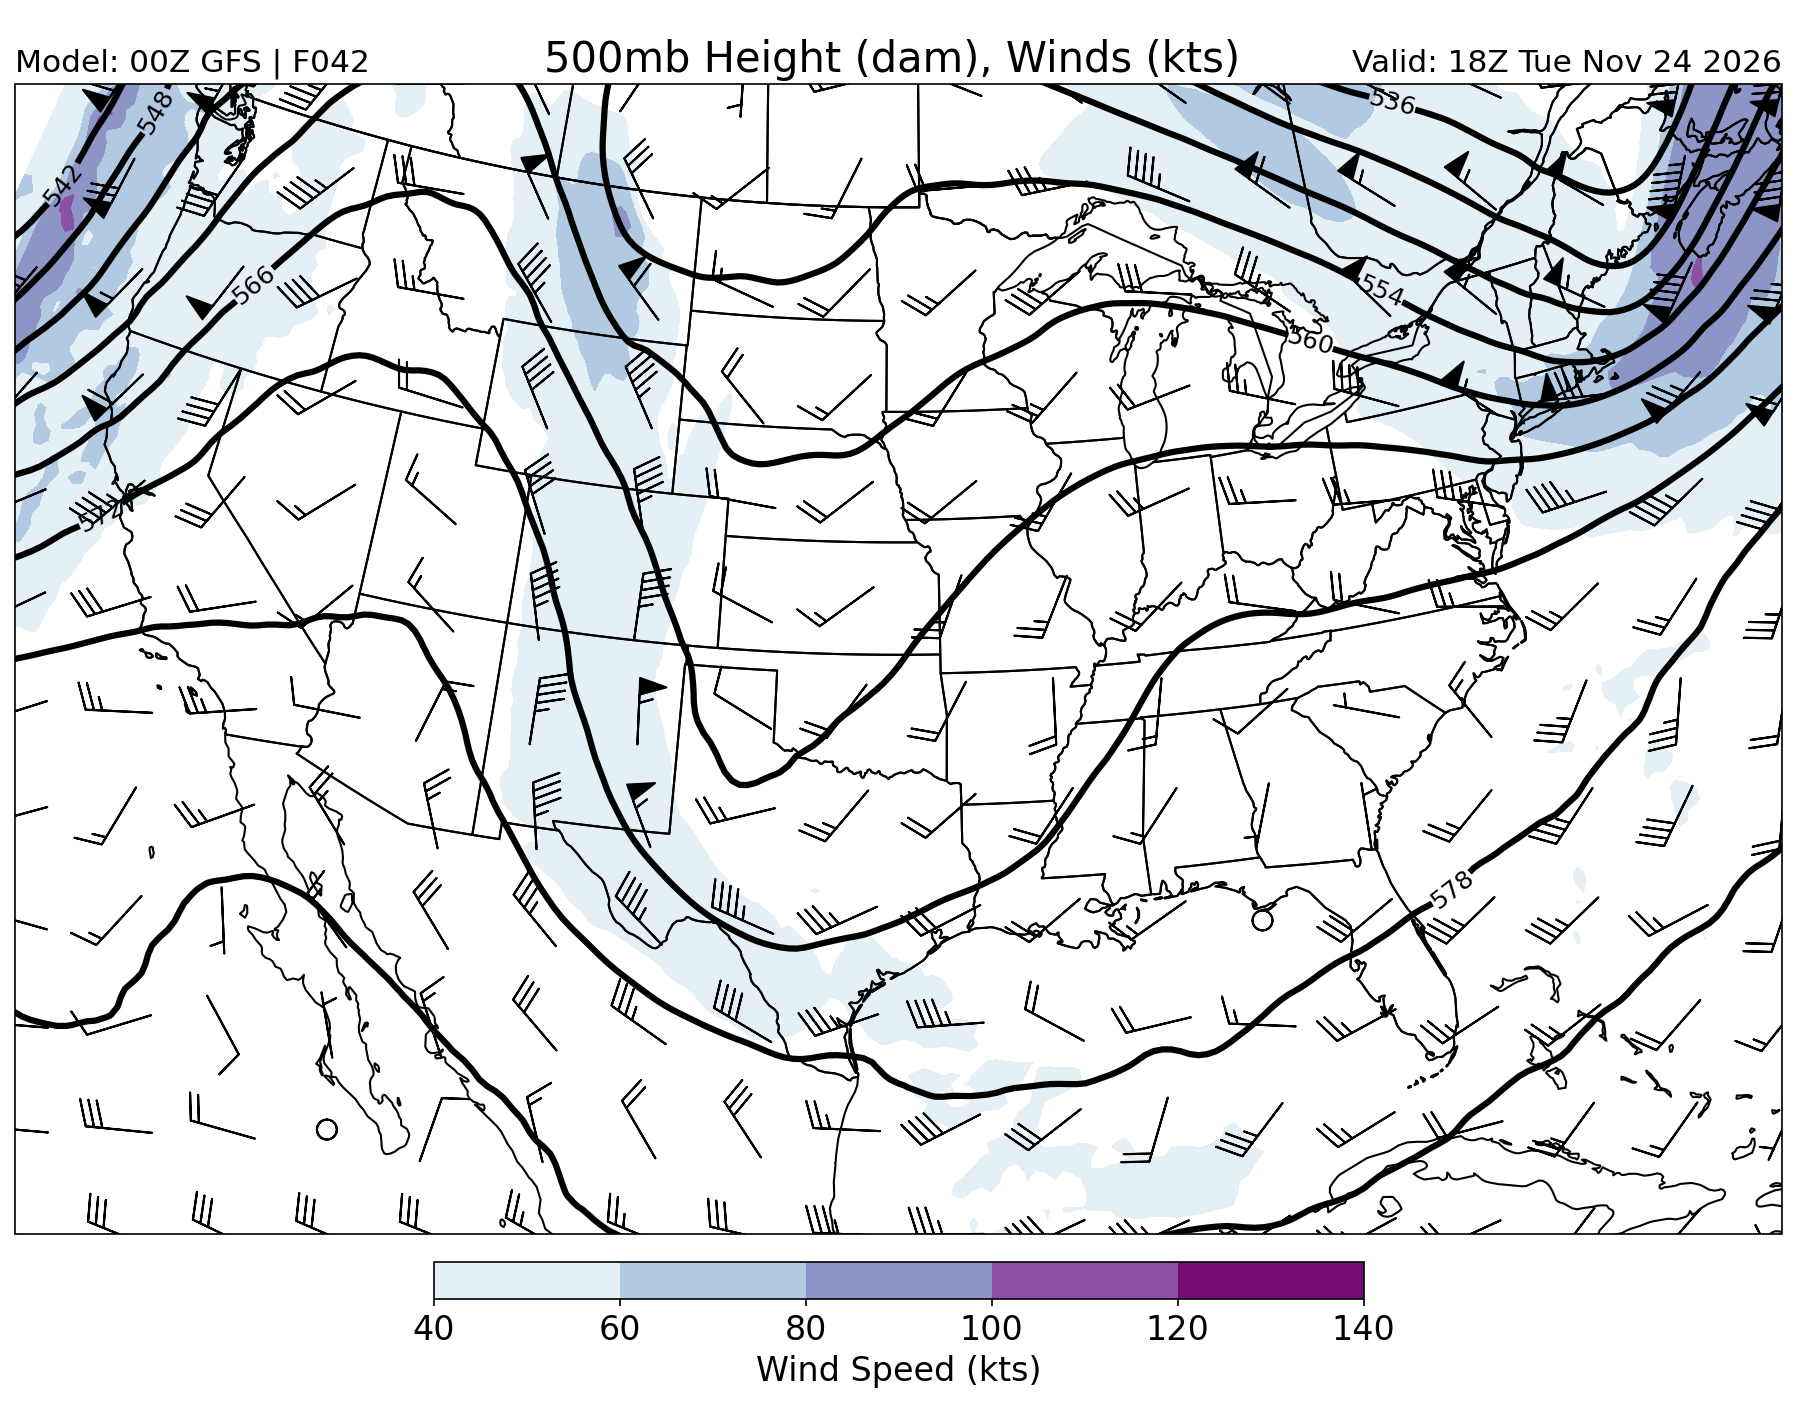 Model: 00Z GFS | F042
500mb Height (dam), Winds (kts)
Valid: 18Z Tue Nov 24 2026
548
536
542
566
554
560
572
578
40 60 80 100 120 140
Wind Speed (kts)